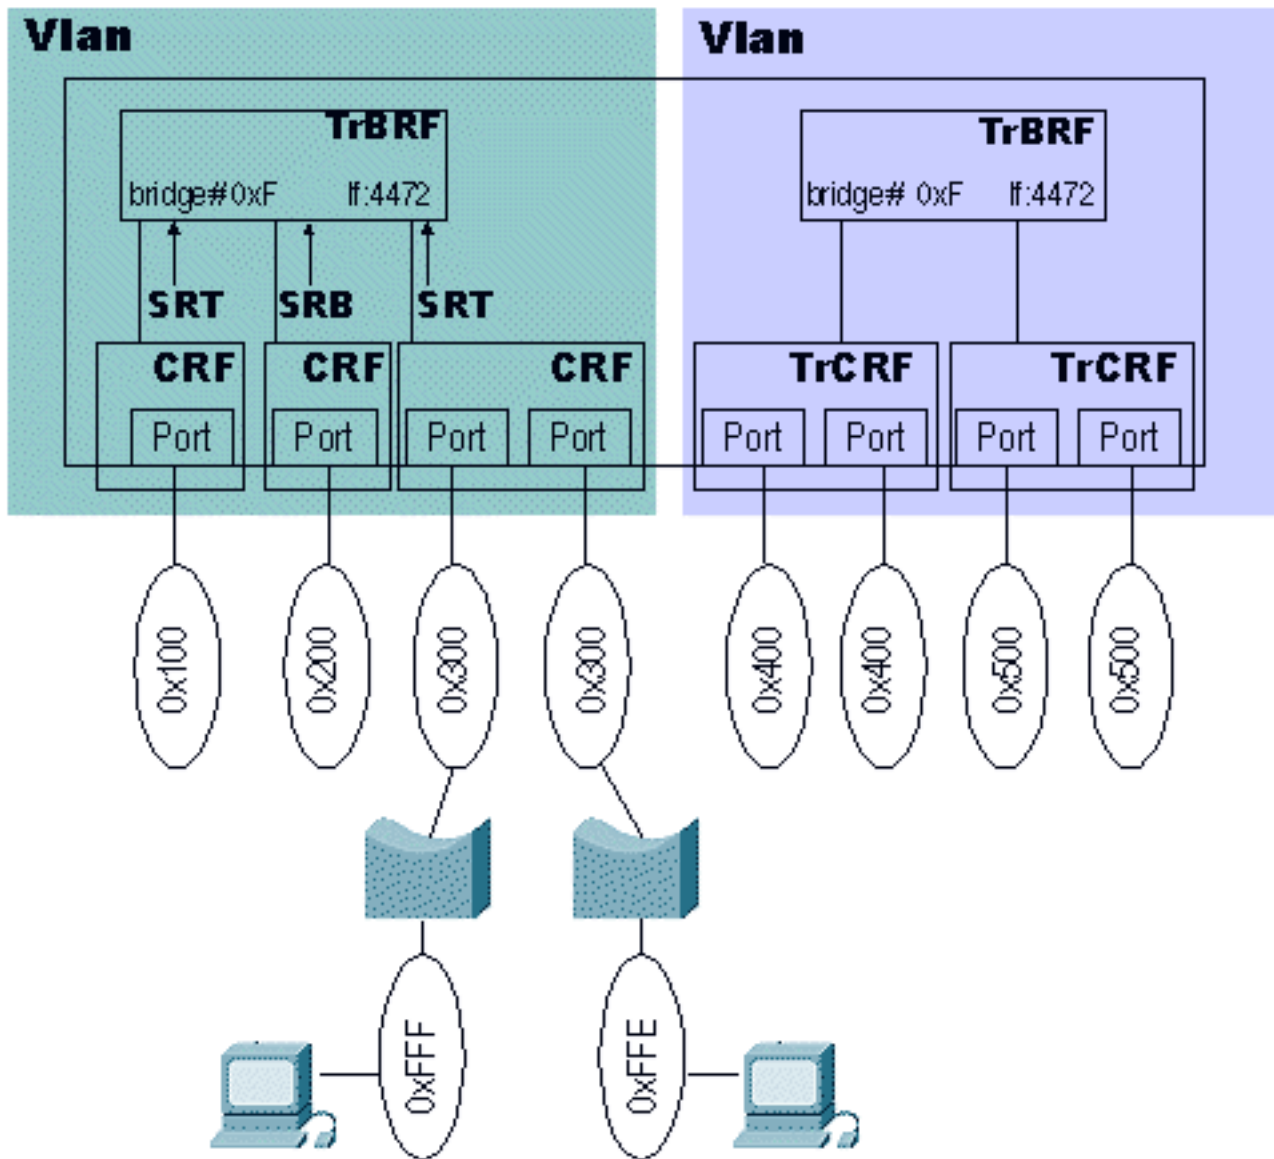 Vlan
Vlan
TrBRF
TrBRF
bridge# 0xF lf:4472
bridge# 0xF lf:4472
SRT SRB SRT
CRF CRF CRF TrCRF TrCRF
Port Port Port Port Port Port Port Port
0x100 0x200 0x300 0x300 0x400 0x400 0x500 0x500
0xFFF 0xFFE